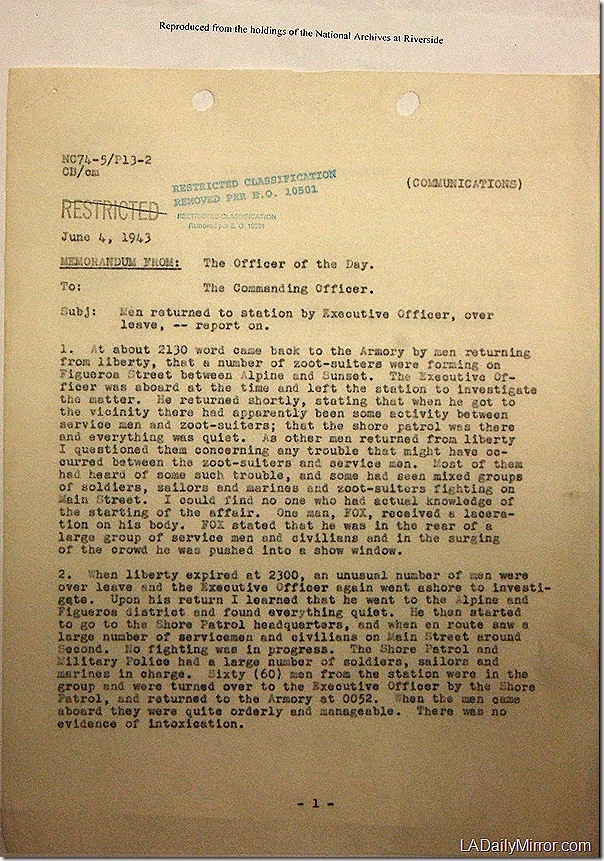 Reproduced from the holdings of the National Archives at Riverside
NC74-5/P13-2
CB/om
RESTRICTED CLASSIFICATION
REMOVED PER E.O. 10501
(COMMUNICATIONS)
RESTRICTED
RESTRICTED CLASSIFICATION
Removed per E. O. 10501
June 4, 1943
MEMORANDUM FROM: The Officer of the Day.
To: The Commanding Officer.
Subj: Men returned to station by Executive Officer, over
leave, -- report on.
1. At about 2130 word came back to the Armory by men returning
from liberty, that a number of zoot-suiters were forming on
Figueroa Street between Alpine and Sunset. The Executive Of-
ficer was aboard at the time and left the station to investigate
the matter. He returned shortly, stating that when he got to
the vicinity there had apparently been some activity between
service men and zoot-suiters; that the shore patrol was there
and everything was quiet. As other men returned from liberty
I questioned them concerning any trouble that might have oc-
curred between the zoot-suiters and service men. Most of them
had heard of some such trouble, and some had seen mixed groups
of soldiers, sailors and marines and zoot-suiters fighting on
Main Street. I could find no one who had actual knowledge of
the starting of the affair. One man, FOX, received a lacera-
tion on his body. FOX stated that he was in the rear of a
large group of service men and civilians and in the surging
of the crowd he was pushed into a show window.
2. When liberty expired at 2300, an unusual number of men were
over leave and the Executive Officer again went ashore to investi-
gate. Upon his return I learned that he went to the Alpine and
Figueroa district and found everything quiet. He then started
to go to the Shore Patrol headquarters, and when en route saw a
large number of servicemen and civilians on Main Street around
Second. No fighting was in progress. The Shore Patrol and
Military Police had a large number of soldiers, sailors and
marines in charge. Sixty (60) men from the station were in the
group and were turned over to the Executive Officer by the Shore
Patrol, and returned to the Armory at 0052. When the men came
aboard they were quite orderly and manageable. There was no
evidence of intoxication.
- 1 -
LADailyMirror.com